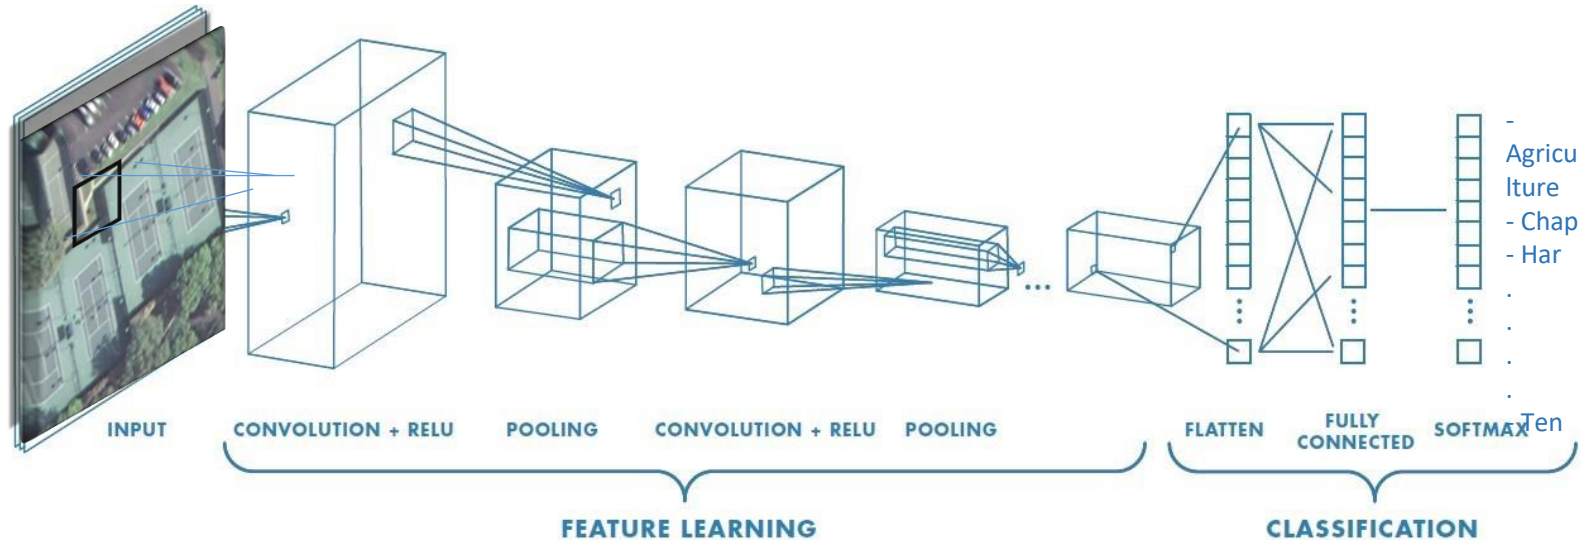 -
Agricu
lture
- Chap
- Har
.
.
.
.
- Ten
INPUT
CONVOLUTION + RELU
POOLING
CONVOLUTION + RELU
POOLING
...
FLATTEN
FULLY
CONNECTED
SOFTMAX
FEATURE LEARNING
CLASSIFICATION